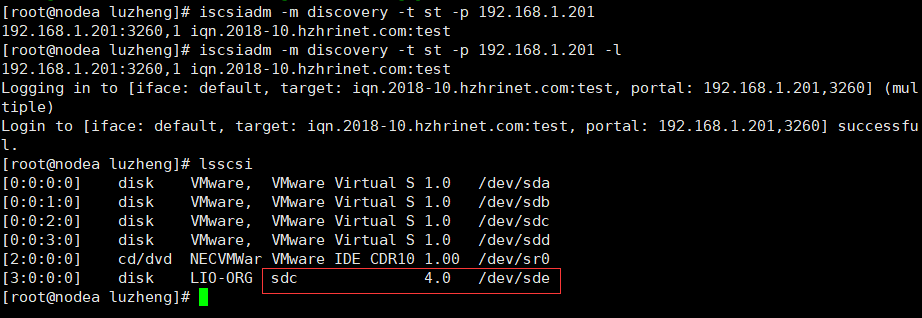 [root@nodea luzheng]# iscsiadm -m discovery -t st -p 192.168.1.201
192.168.1.201:3260,1 iqn.2018-10.hzhrinet.com:test
[root@nodea luzheng]# iscsiadm -m discovery -t st -p 192.168.1.201 -l
192.168.1.201:3260,1 iqn.2018-10.hzhrinet.com:test
Logging in to [iface: default, target: iqn.2018-10.hzhrinet.com:test, portal: 192.168.1.201,3260] (mul
tiple)
Login to [iface: default, target: iqn.2018-10.hzhrinet.com:test, portal: 192.168.1.201,3260] successfu
l.
[root@nodea luzheng]# lsscsi
[0:0:0:0]    disk    VMware,  VMware Virtual S 1.0   /dev/sda
[0:0:1:0]    disk    VMware,  VMware Virtual S 1.0   /dev/sdb
[0:0:2:0]    disk    VMware,  VMware Virtual S 1.0   /dev/sdc
[0:0:3:0]    disk    VMware,  VMware Virtual S 1.0   /dev/sdd
[2:0:0:0]    cd/dvd  NECVMWar VMware IDE CDR10 1.00  /dev/sr0
[3:0:0:0]    disk    LIO-ORG  sdc              4.0   /dev/sde
[root@nodea luzheng]#